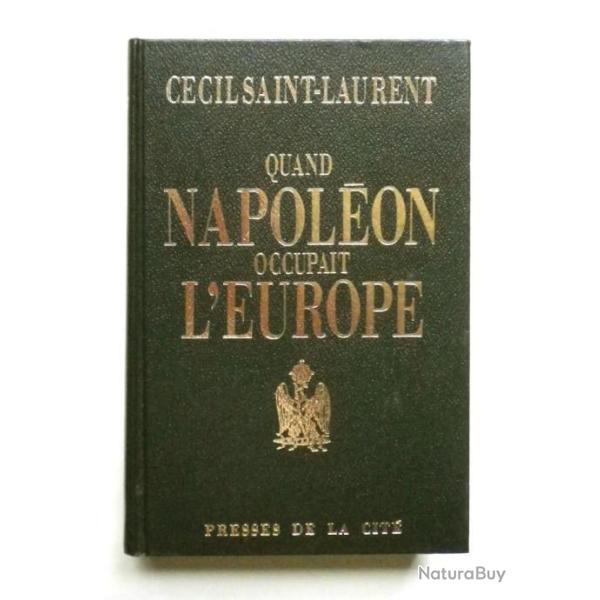 CECIL SAINT-LAURENT
QUAND
NAPOLÉON
OCCUPAIT
L'EUROPE
PRESSES DE LA CITÉ
NaturaBuy